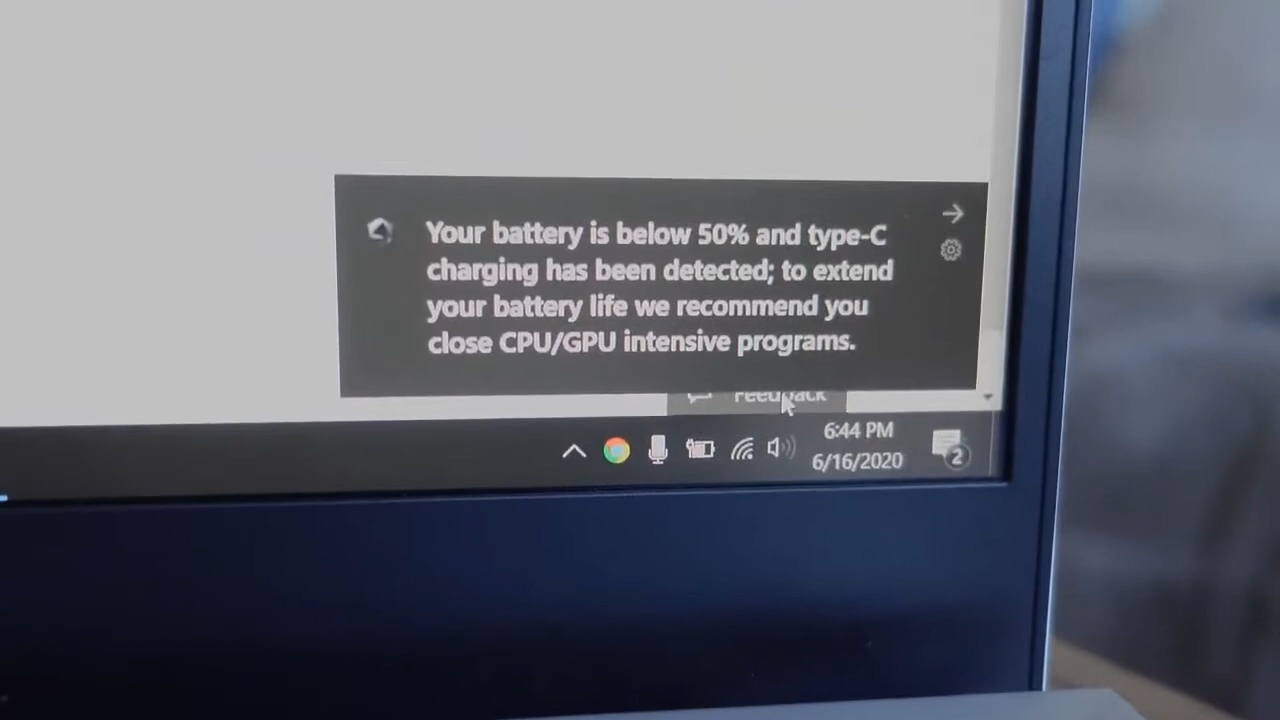 Your battery is below 50% and type-C
charging has been detected; to extend
your battery life we recommend you
close CPU/GPU intensive programs.
Feedback
6:44 PM
6/16/2020
2